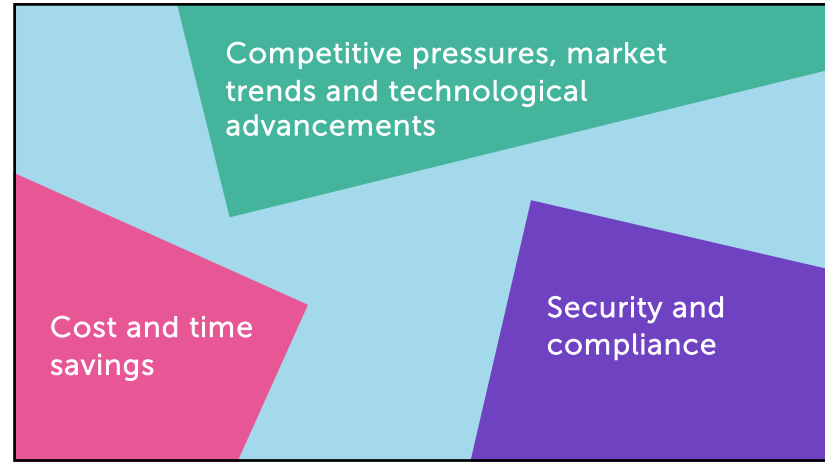 Competitive pressures, market
trends and technological
advancements
Cost and time
savings
Security and
compliance